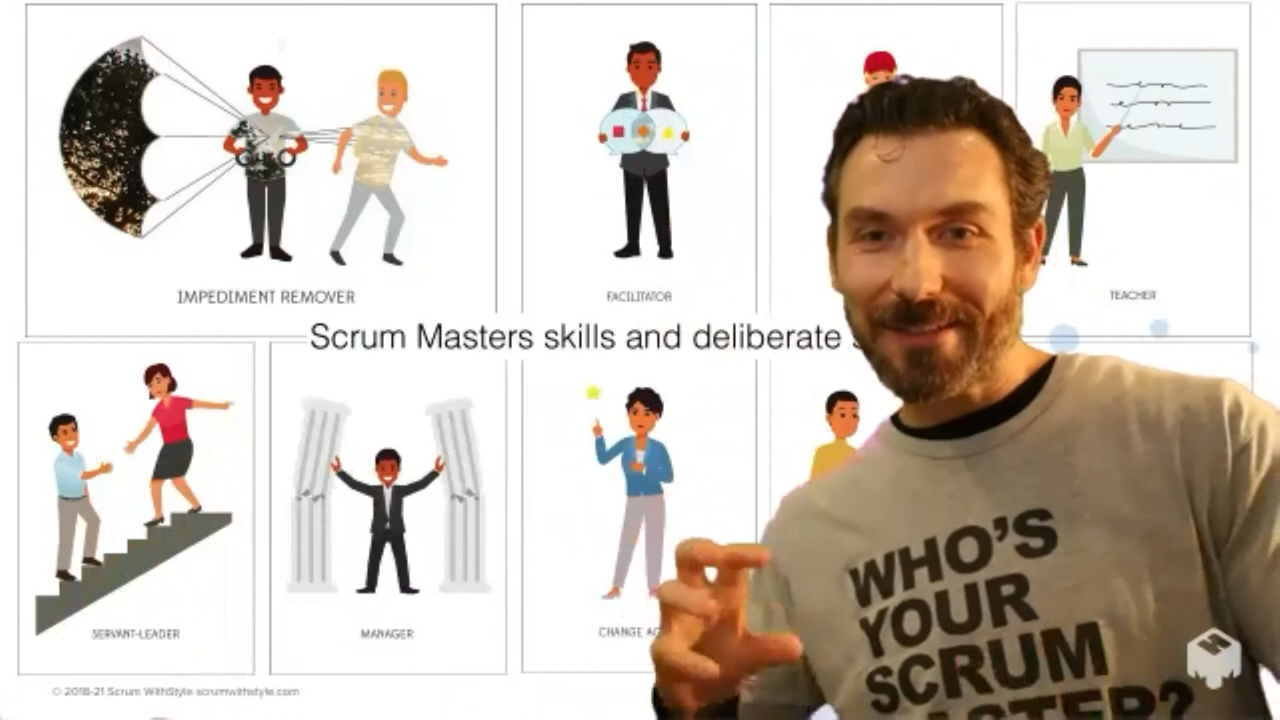 IMPEDIMENT REMOVER
FACILITATOR
TEACHER
Scrum Masters skills and deliberate
SERVANT-LEADER
MANAGER
CHANGE
WHO'S
YOUR
SCRUM
© 2018-21 Scrum WithStyle scrumwithstyle.com